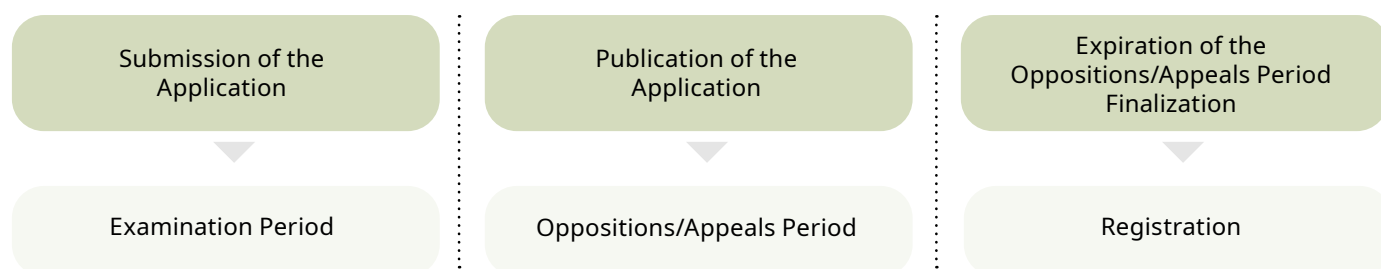 Submission of the
Application
Examination Period
Publication of the
Application
Oppositions/Appeals Period
Expiration of the
Oppositions/Appeals Period
Finalization
Registration